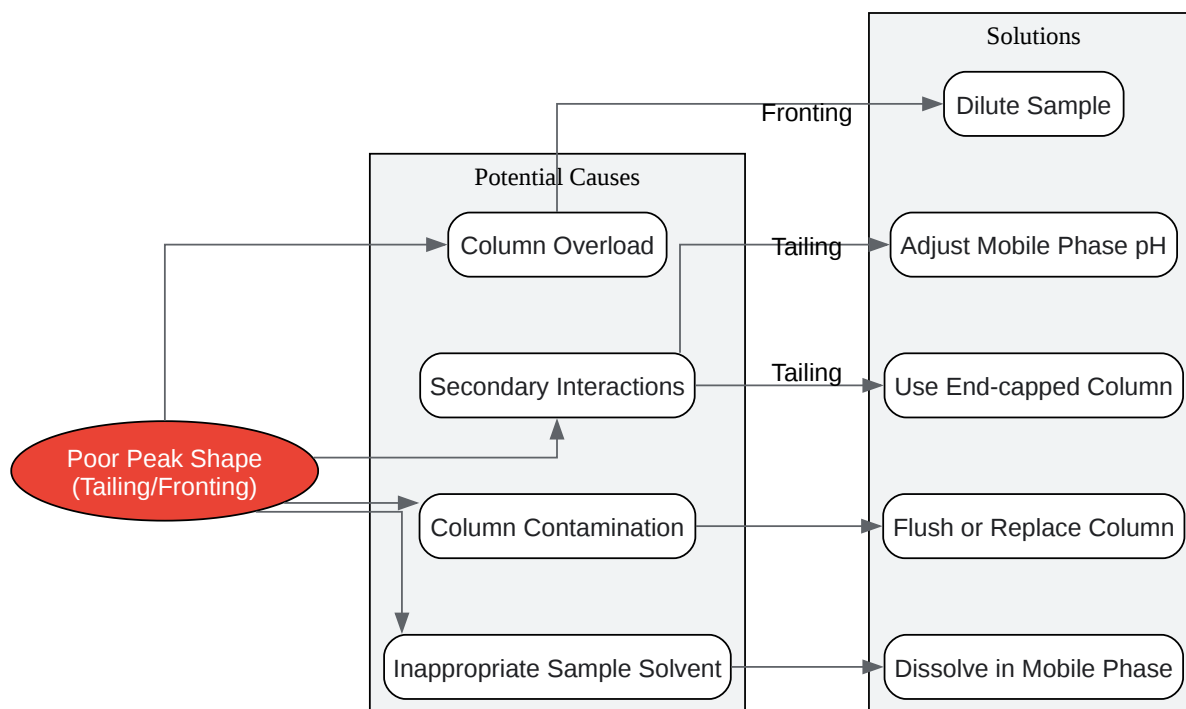 Solutions
Fronting
Dilute Sample
Potential Causes
Column Overload
Tailing
Adjust Mobile Phase pH
Secondary Interactions
Tailing
Use End-capped Column
Poor Peak Shape
(Tailing/Fronting)
Column Contamination
Flush or Replace Column
Inappropriate Sample Solvent
Dissolve in Mobile Phase